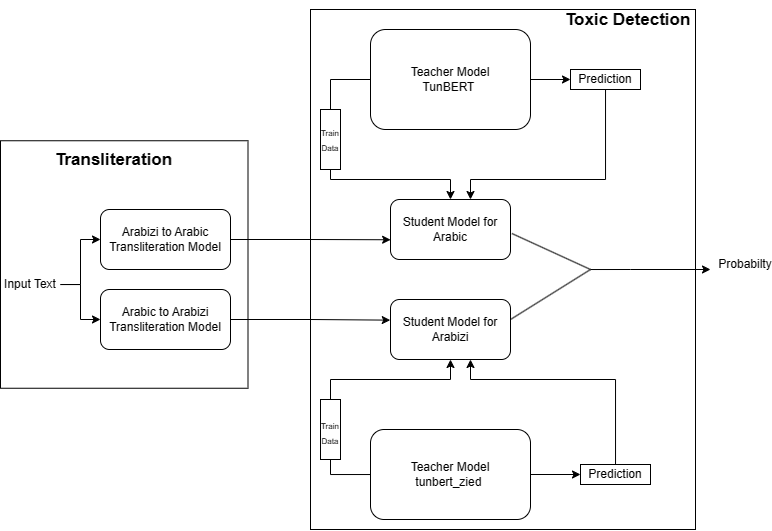 Toxic Detection
Teacher Model
TunBERT
Prediction
Train
Data
Transliteration
Arabizi to Arabic
Transliteration Model
Student Model for
Arabic
Input Text
Probabilty
Arabic to Arabizi
Transliteration Model
Student Model for
Arabizi
Train
Data
Teacher Model
tunbert_zied
Prediction